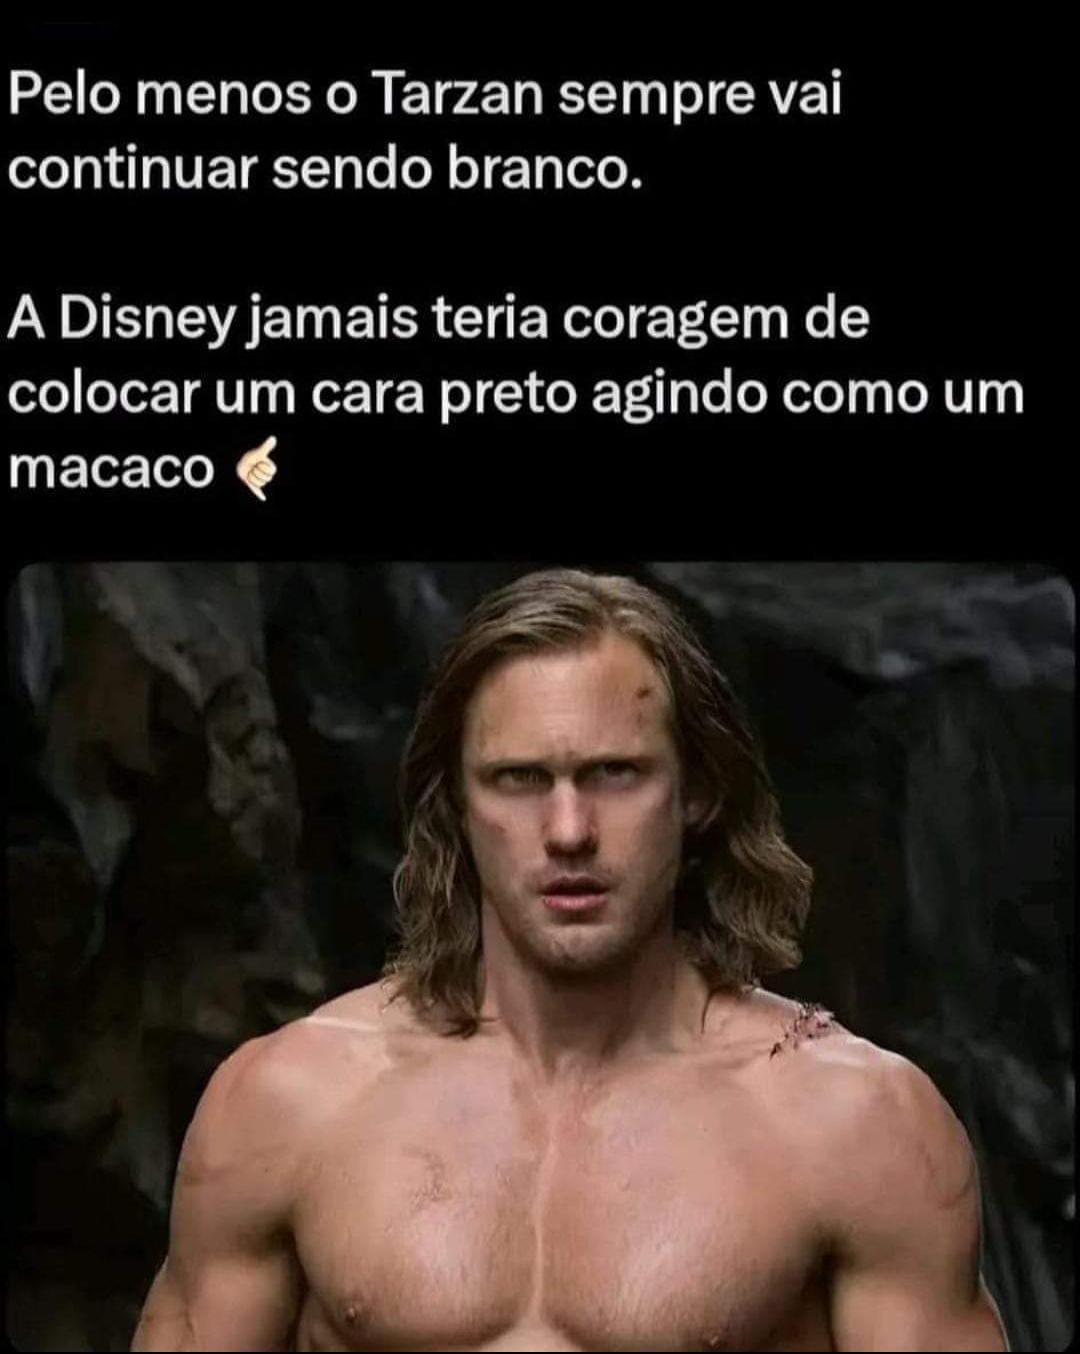 Pelo menos o Tarzan sempre vai
continuar sendo branco.
A Disney jamais teria coragem de
colocar um cara preto agindo como um
macaco 🤙🏻